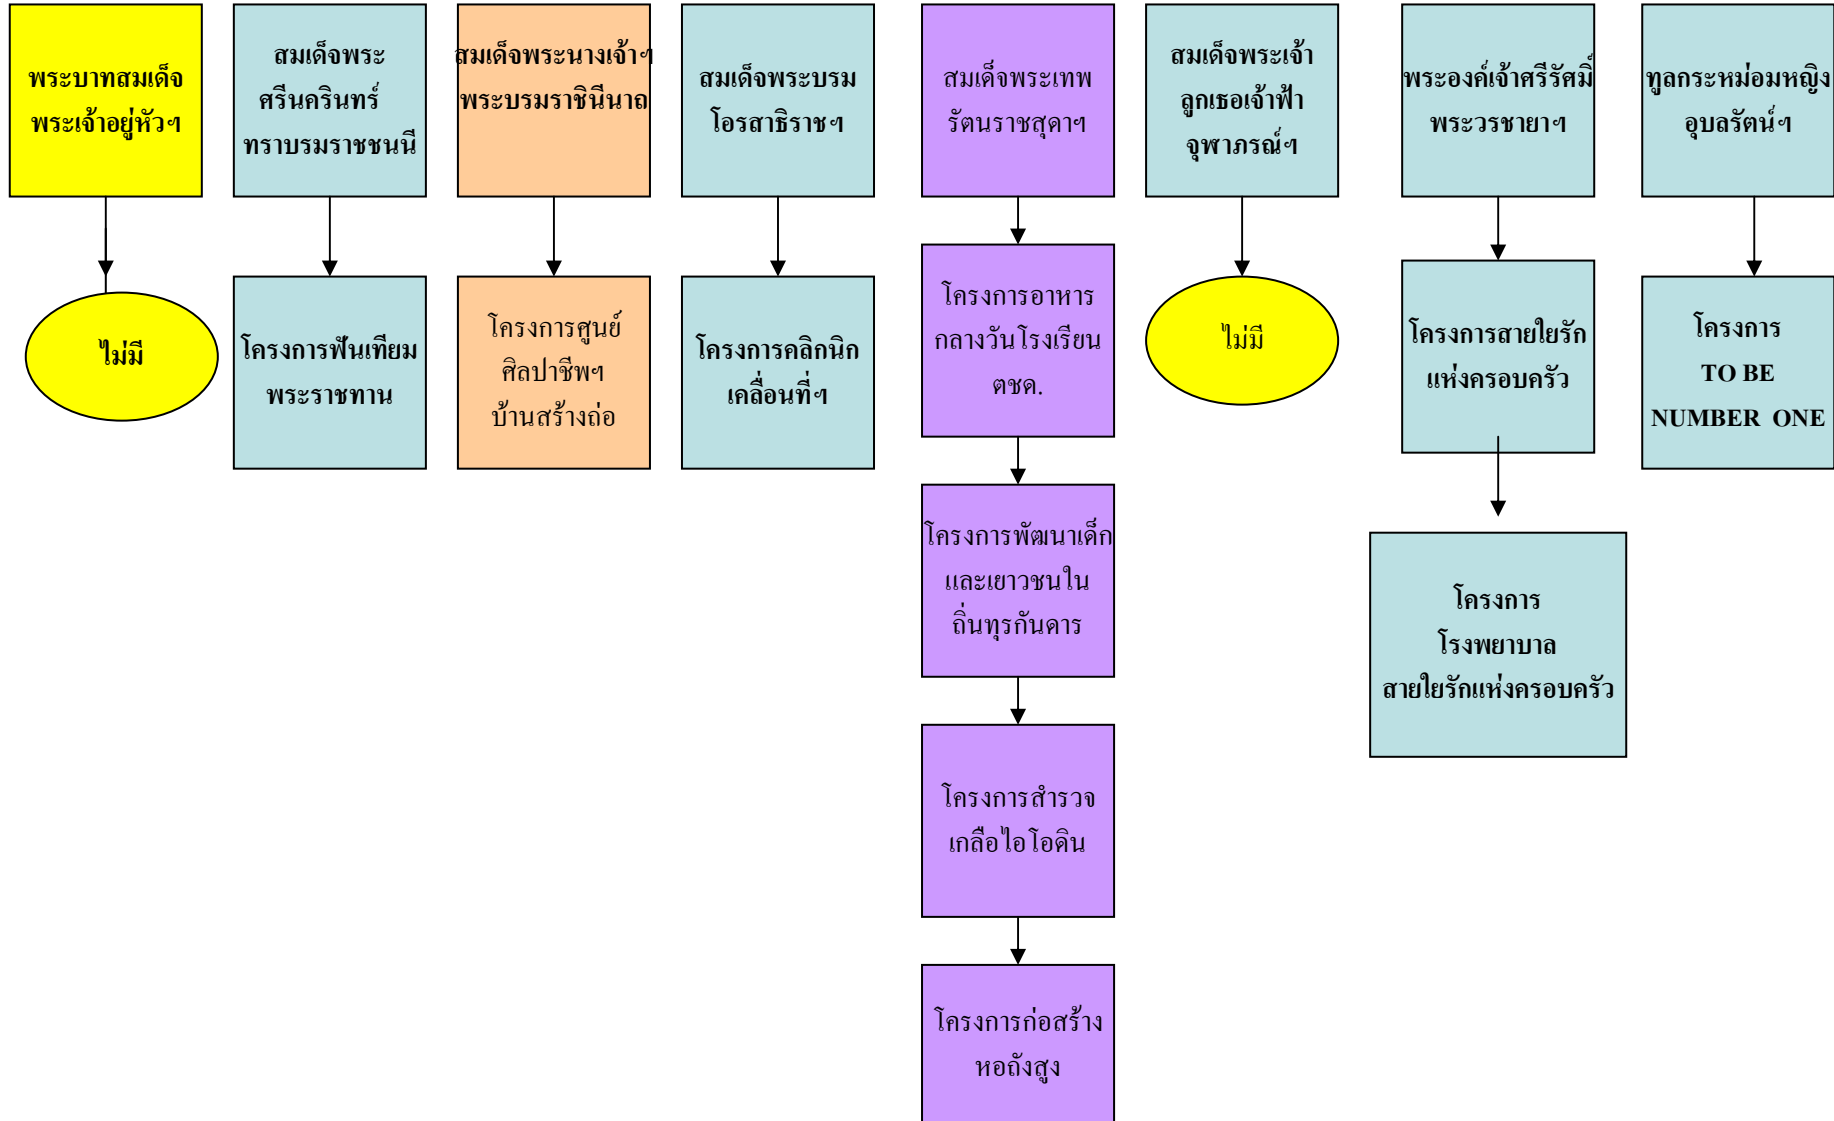 พระบาทสมเด็จ
พระเจ้าอยู่หัวฯ
สมเด็จพระ
ศรีนครินทร์
ทราบรมราชชนนี
สมเด็จพระนางเจ้าฯ
พระบรมราชินีนาถ
สมเด็จพระบรม
โอรสาธิราชฯ
สมเด็จพระเทพ
รัตนราชสุดาฯ
สมเด็จพระเจ้า
ลูกเธอเจ้าฟ้า
จุฬาภรณ์ฯ
พระองค์เจ้าศรีรัศมิ์
พระวรชายาฯ
ทูลกระหม่อมหญิง
อุบลรัตน์ฯ
ไม่มี
โครงการฟันเทียม
พระราชทาน
โครงการศูนย์
ศิลปาชีพฯ
บ้านสร้างถ่อ
โครงการคลิกนิก
เคลื่อนที่ฯ
โครงการอาหาร
กลางวันโรงเรียน
ตชด.
ไม่มี
โครงการสายใยรัก
แห่งครอบครัว
โครงการ
TO BE
NUMBER ONE
โครงการพัฒนาเด็ก
และเยาวชนใน
ถิ่นทุรกันดาร
โครงการ
โรงพยาบาล
สายใยรักแห่งครอบครัว
โครงการสำรวจ
เกลือไอโอดิน
โครงการก่อสร้าง
หอถังสูง